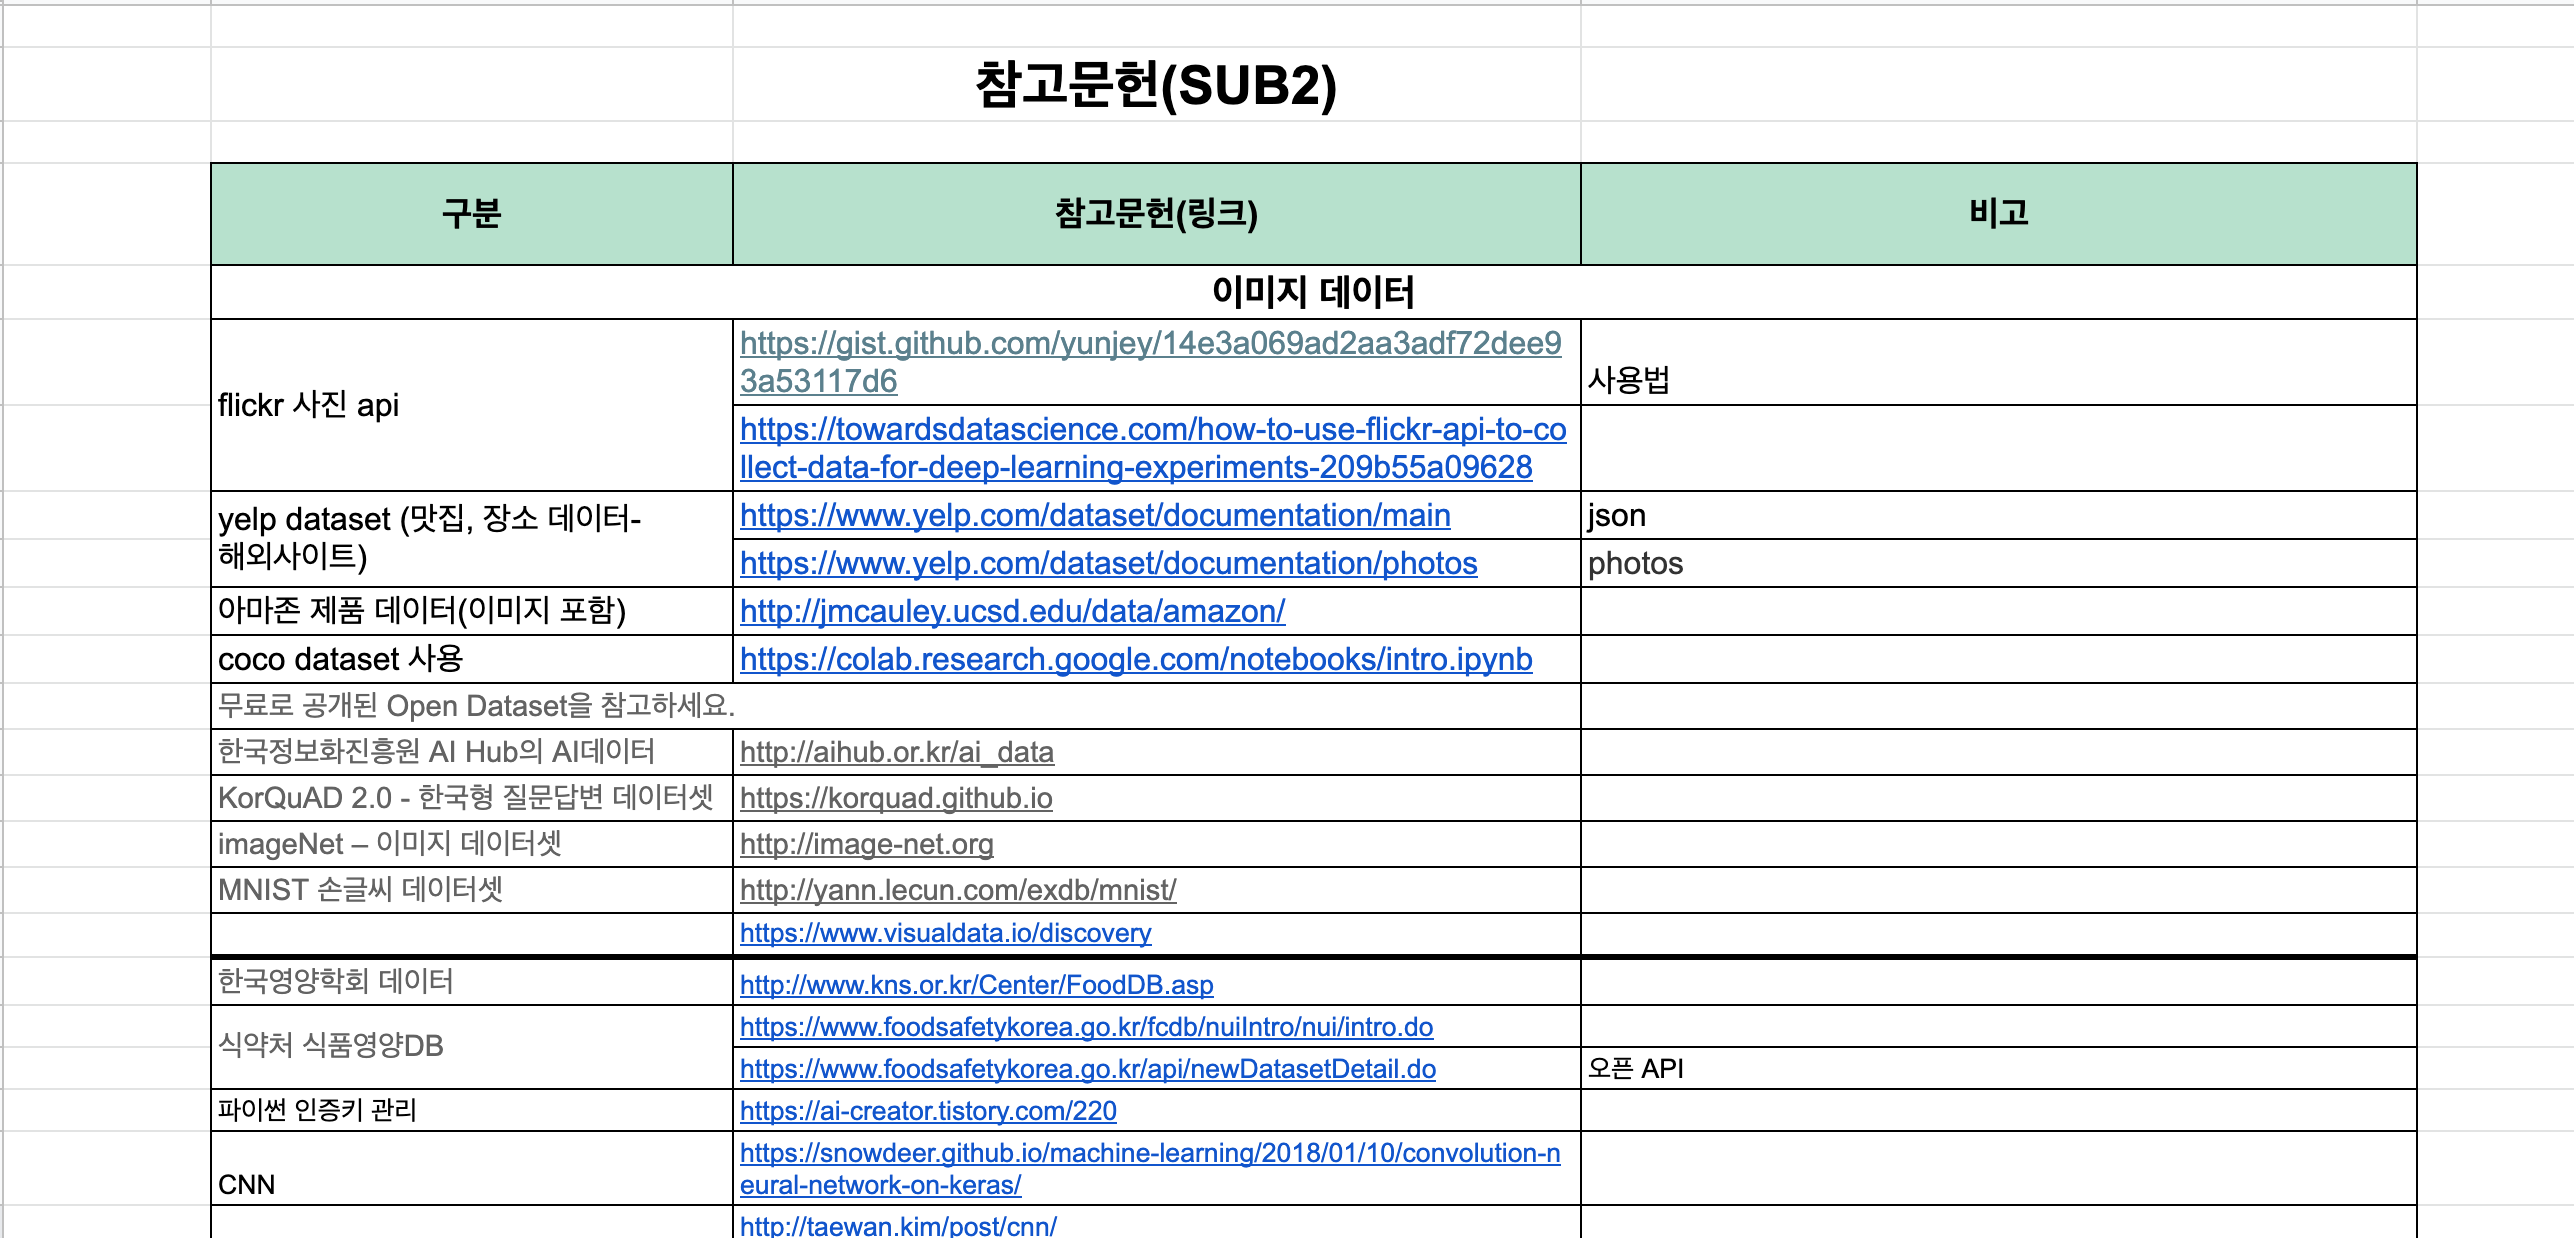 참고문헌(SUB2)
구분 참고문헌(링크) 비고
이미지 데이터
flickr 사진 api
https://gist.github.com/yunjey/14e3a069ad2aa3adf72dee9
3a53117d6
사용법
https://towardsdatascience.com/how-to-use-flickr-api-to-co
llect-data-for-deep-learning-experiments-209b55a09628
yelp dataset (맛집, 장소 데이터-
해외사이트)
https://www.yelp.com/dataset/documentation/main
json
https://www.yelp.com/dataset/documentation/photos
photos
아마존 제품 데이터(이미지 포함)
http://jmcauley.ucsd.edu/data/amazon/
coco dataset 사용
https://colab.research.google.com/notebooks/intro.ipynb
무료로 공개된 Open Dataset을 참고하세요.
한국정보화진흥원 AI Hub의 AI데이터
http://aihub.or.kr/ai_data
KorQuAD 2.0 - 한국형 질문답변 데이터셋
https://korquad.github.io
imageNet – 이미지 데이터셋
http://image-net.org
MNIST 손글씨 데이터셋
http://yann.lecun.com/exdb/mnist/
https://www.visualdata.io/discovery
한국영양학회 데이터
http://www.kns.or.kr/Center/FoodDB.asp
식약처 식품영양DB
https://www.foodsafetykorea.go.kr/fcdb/nuiIntro/nui/intro.do
https://www.foodsafetykorea.go.kr/api/newDatasetDetail.do
오픈 API
파이썬 인증키 관리
https://ai-creator.tistory.com/220
CNN
https://snowdeer.github.io/machine-learning/2018/01/10/convolution-n
eural-network-on-keras/
http://taewan.kim/post/cnn/